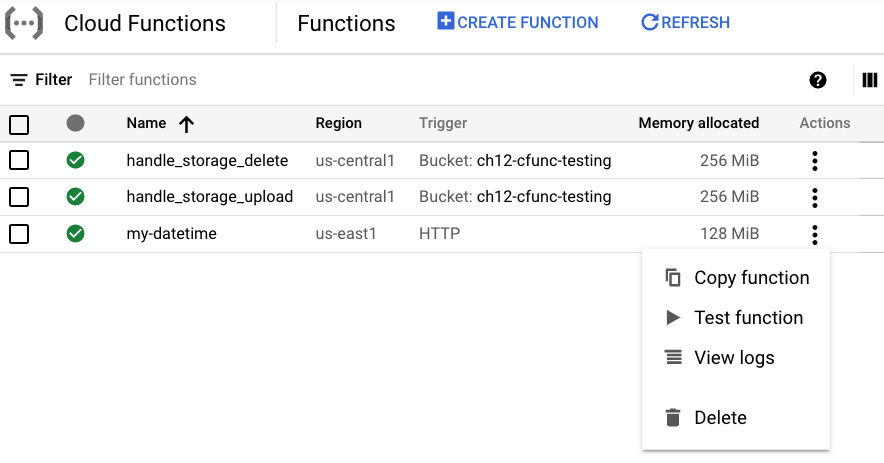 Cloud Functions Functions CREATE FUNCTION REFRESH
Filter Filter functions
Name Region Trigger Memory allocated Actions
handle_storage_delete us-central1 Bucket: ch12-cfunc-testing 256 MiB
handle_storage_upload us-central1 Bucket: ch12-cfunc-testing 256 MiB
my-datetime us-east1 HTTP 128 MiB
Copy function
Test function
View logs
Delete